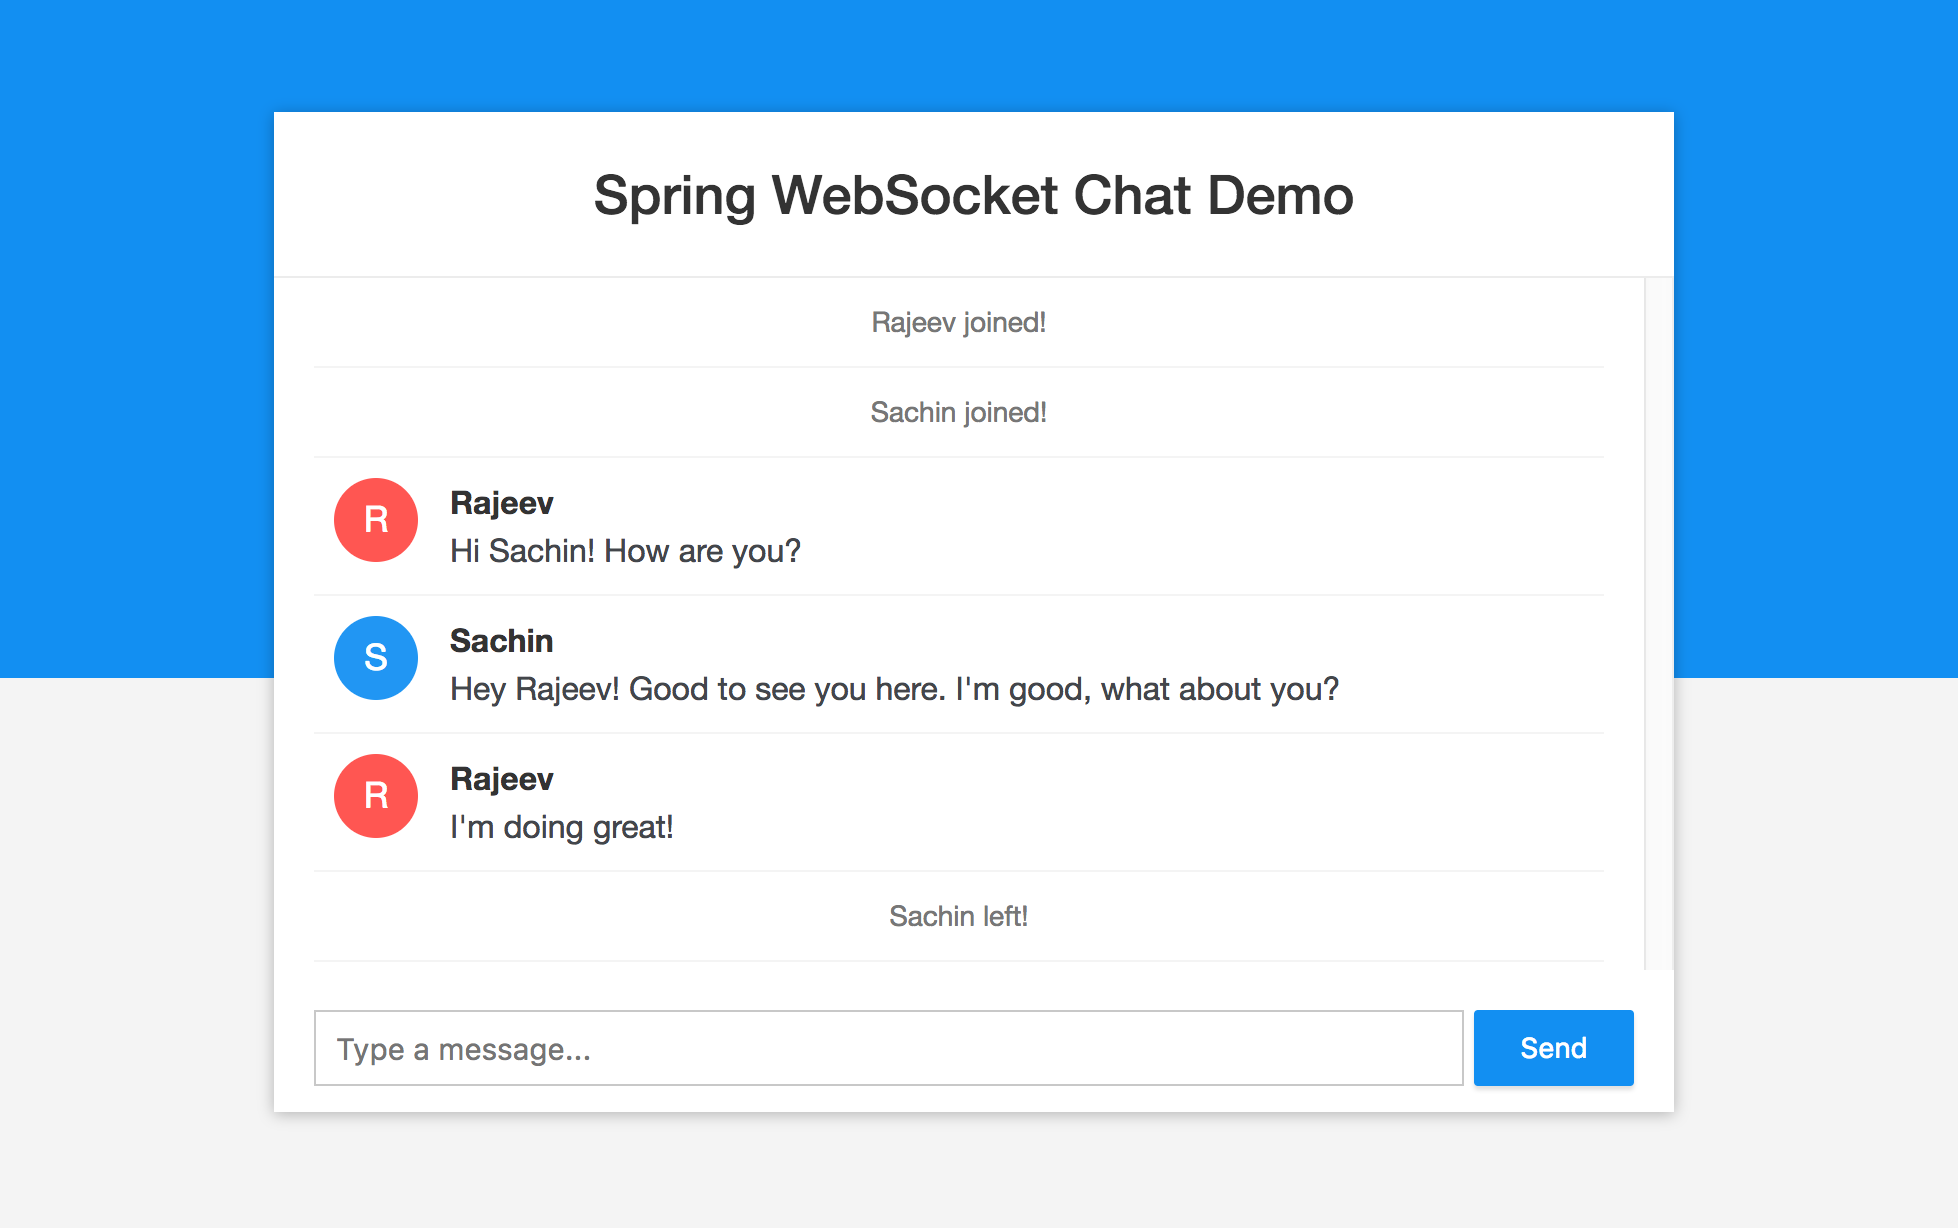 Spring WebSocket Chat Demo
Rajeev joined!
Sachin joined!
R
Rajeev
Hi Sachin! How are you?
S
Sachin
Hey Rajeev! Good to see you here. I'm good, what about you?
R
Rajeev
I'm doing great!
Sachin left!
Type a message...
Send